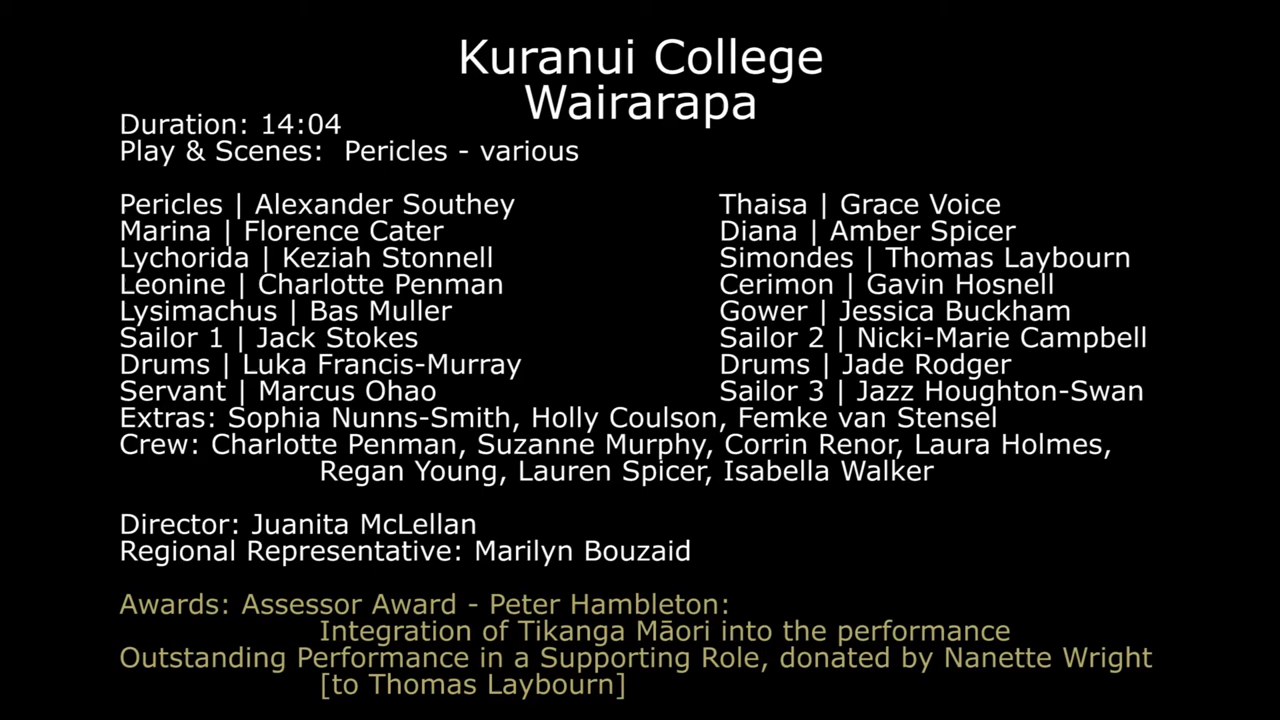 Kuranui College
Wairarapa
Duration: 14:04
Play & Scenes:  Pericles - various
Pericles | Alexander Southey
Thaisa | Grace Voice
Marina | Florence Cater
Diana | Amber Spicer
Lychorida | Keziah Stonnell
Simondes | Thomas Laybourn
Leonine | Charlotte Penman
Cerimon | Gavin Hosnell
Lysimachus | Bas Muller
Gower | Jessica Buckham
Sailor 1 | Jack Stokes
Sailor 2 | Nicki-Marie Campbell
Drums | Luka Francis-Murray
Drums | Jade Rodger
Servant | Marcus Ohao
Sailor 3 | Jazz Houghton-Swan
Extras: Sophia Nunns-Smith, Holly Coulson, Femke van Stensel
Crew: Charlotte Penman, Suzanne Murphy, Corrin Renor, Laura Holmes,
Regan Young, Lauren Spicer, Isabella Walker
Director: Juanita McLellan
Regional Representative: Marilyn Bouzaid
Awards: Assessor Award - Peter Hambleton:
Integration of Tikanga Māori into the performance
Outstanding Performance in a Supporting Role, donated by Nanette Wright
[to Thomas Laybourn]